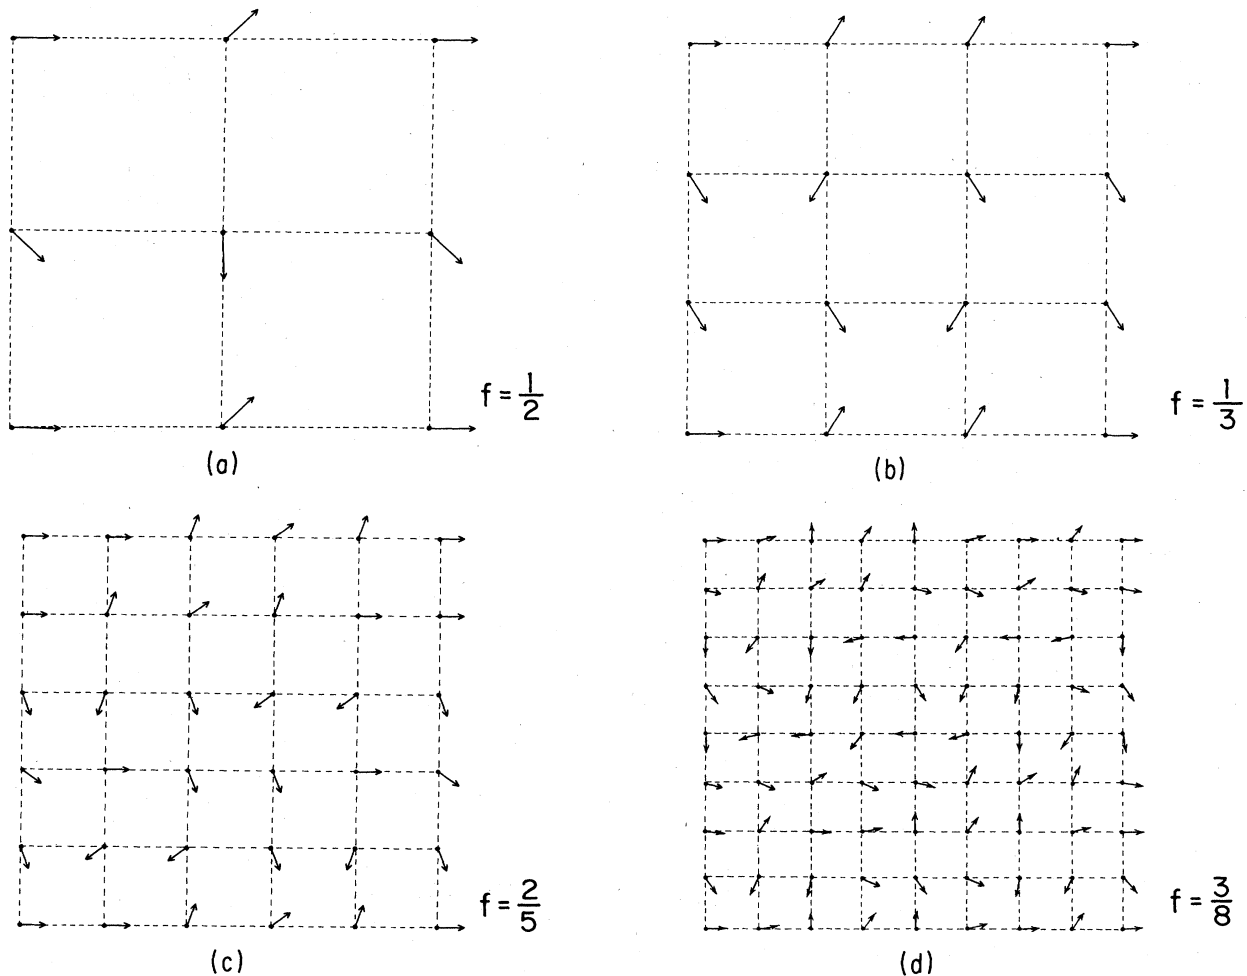 f = 1/2
(a)
f = 1/3
(b)
f = 2/5
(c)
f = 3/8
(d)